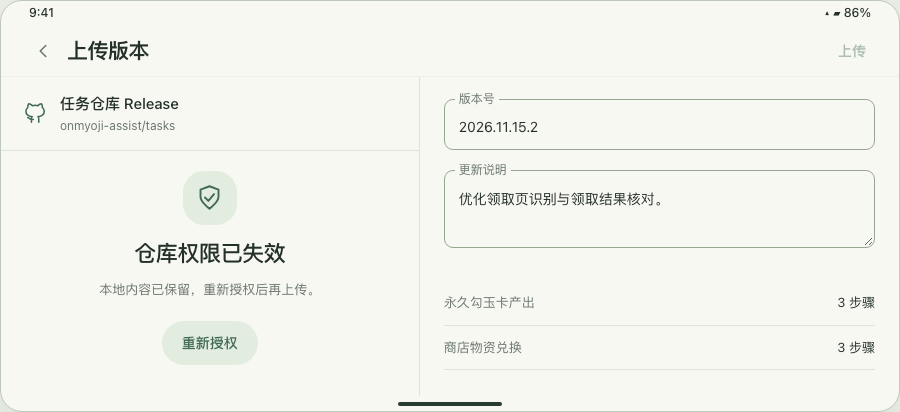 9:41
86%
上传版本
上传
任务仓库 Release
onmyoji-assist/tasks
仓库权限已失效
本地内容已保留，重新授权后再上传。
重新授权
版本号
2026.11.15.2
更新说明
优化领取页识别与领取结果核对。
永久勾玉卡产出
3 步骤
商店物资兑换
3 步骤